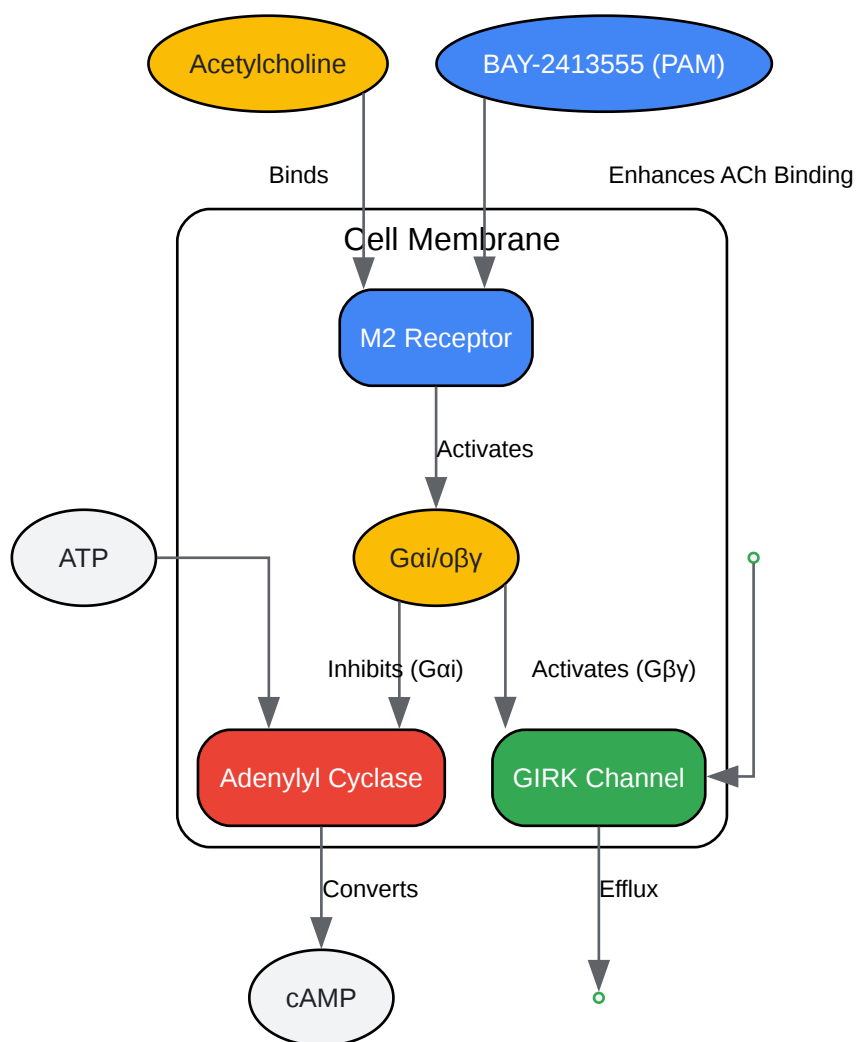 Acetylcholine
BAY-2413555 (PAM)
Binds
Enhances ACh Binding
Cell Membrane
M2 Receptor
Activates
ATP
Gαi/oβγ
Inhibits (Gαi)
Activates (Gβγ)
Adenylyl Cyclase
GIRK Channel
Converts
Efflux
cAMP